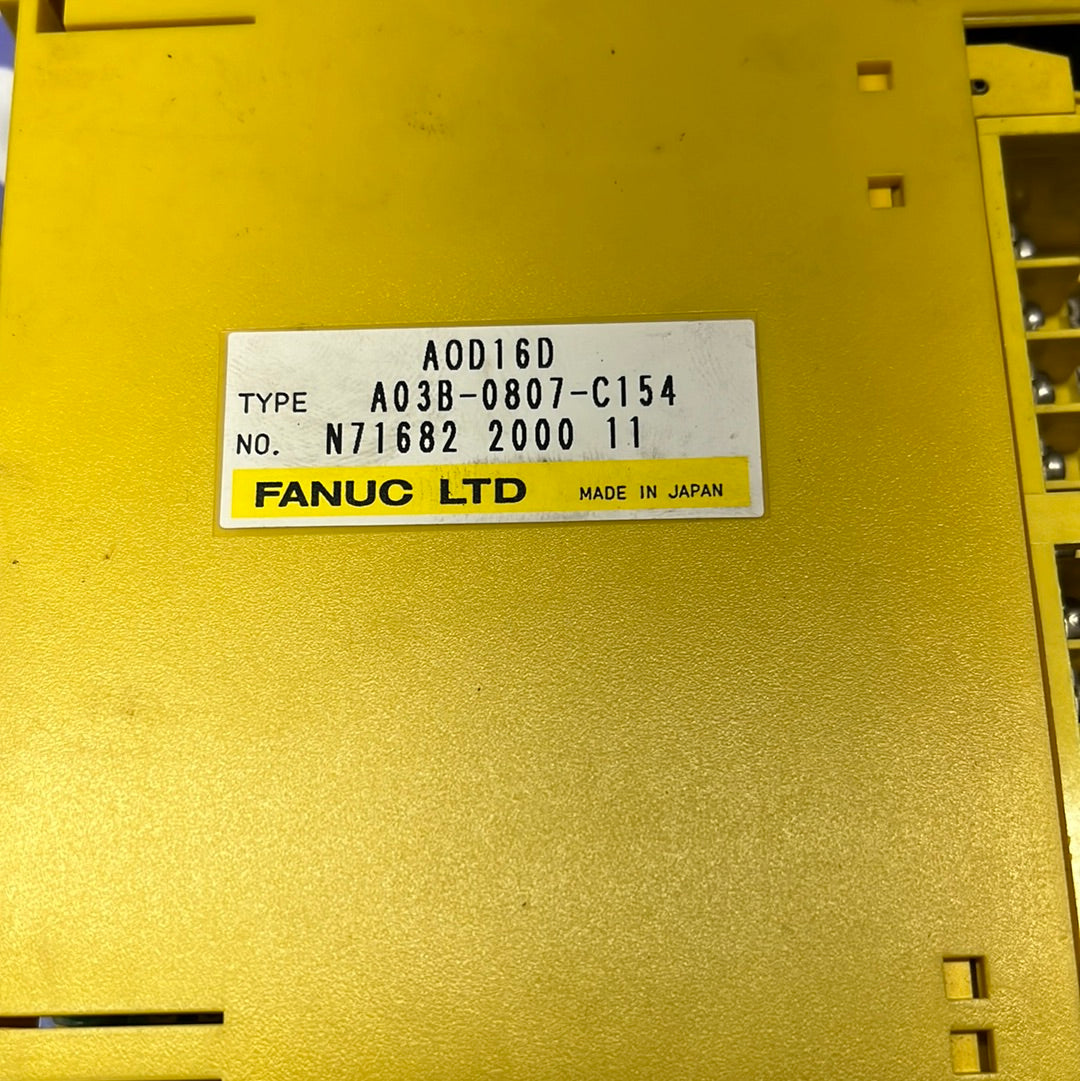 AOD16D
TYPE A03B-0807-C154
NO. N71682 2000 11
FANUC LTD MADE IN JAPAN